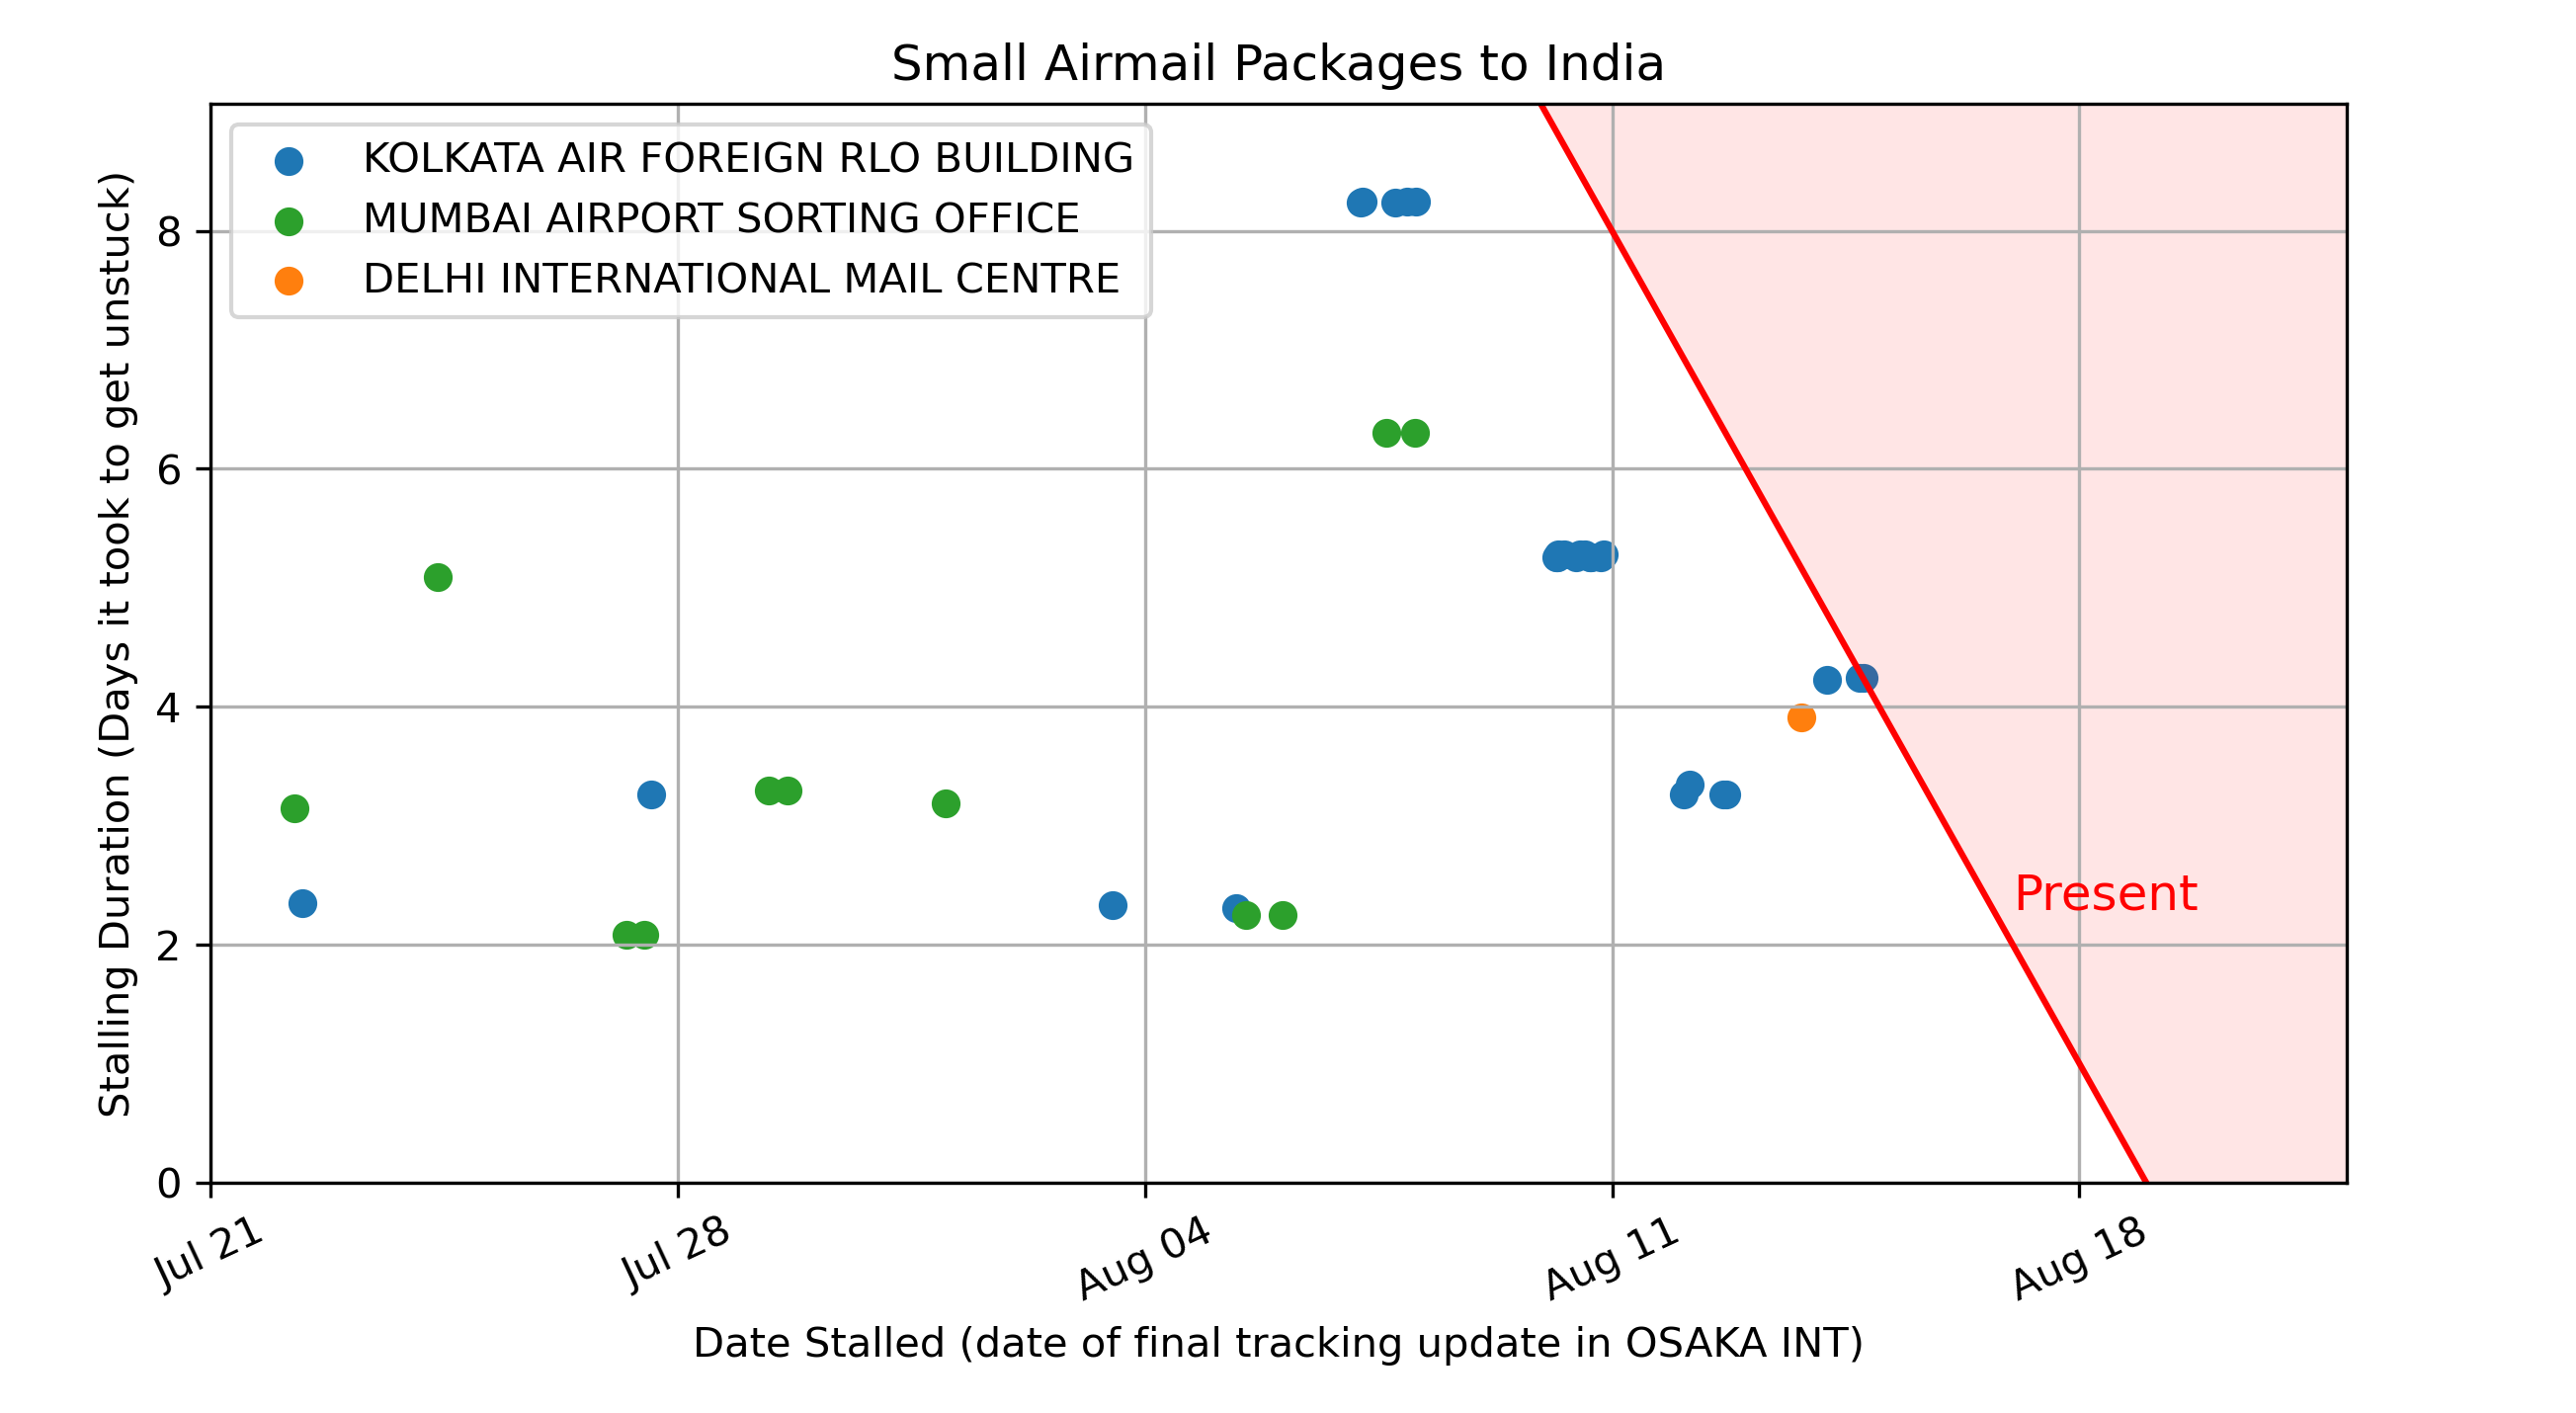 Small Airmail Packages to India
KOLKATA AIR FOREIGN RLO BUILDING
MUMBAI AIRPORT SORTING OFFICE
DELHI INTERNATIONAL MAIL CENTRE
Stalling Duration (Days it took to get unstuck)
8
6
4
2
0
Present
Jul 21
Jul 28
Aug 04
Aug 11
Aug 18
Date Stalled (date of final tracking update in OSAKA INT)